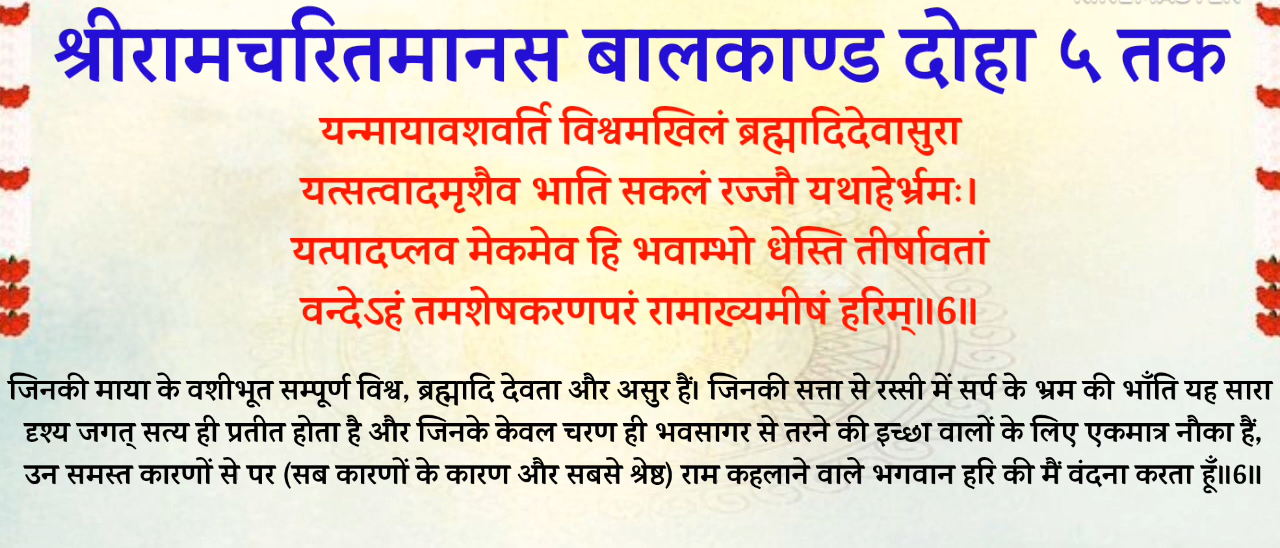 श्रीरामचरितमानस बालकाण्ड दोहा ५ तक
यन्मायावशवर्ति विश्वमखिलं ब्रह्मादिदेवासुरा
यत्सत्वादमृशैव भाति सकलं रज्जौ यथाहेर्भ्रमः।
यत्पादप्लव मेकमेव हि भवाम्भो धेस्ति तीर्षावतां
वन्देऽहं तमशेषकरणपरं रामाख्यमीषं हरिम्॥6॥
जिनकी माया के वशीभूत सम्पूर्ण विश्व, ब्रह्मादि देवता और असुर हैं। जिनकी सत्ता से रस्सी में सर्प के भ्रम की भाँति यह सारा
दृश्य जगत् सत्य ही प्रतीत होता है और जिनके केवल चरण ही भवसागर से तरने की इच्छा वालों के लिए एकमात्र नौका हैं,
उन समस्त कारणों से पर (सब कारणों के कारण और सबसे श्रेष्ठ) राम कहलाने वाले भगवान हरि की मैं वंदना करता हूँ॥6॥